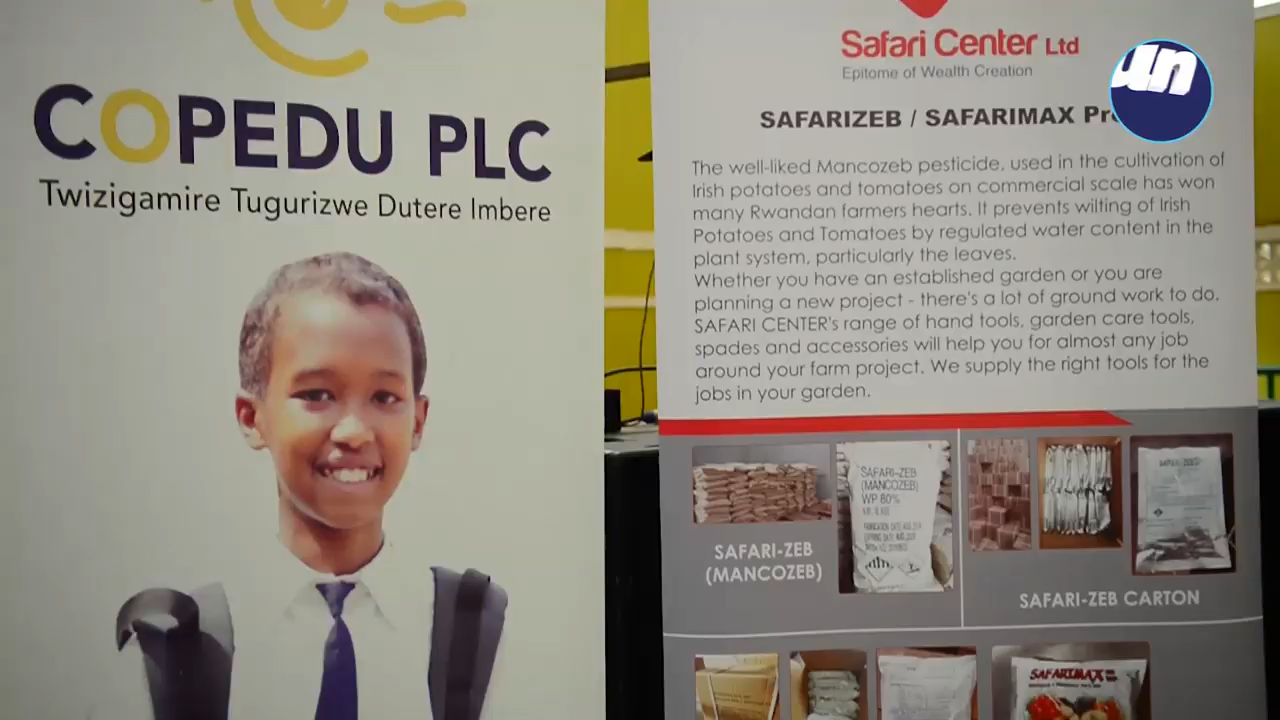 COPEDU PLC
Twizigamire Tugurizwe Dutere Imbere
Safari Center Ltd
Epitome of Wealth Creation
un
SAFARIZEB / SAFARIMAX
The well-liked Mancozeb pesticide, used in the cultivation of
Irish potatoes and tomatoes on commercial scale has won
many Rwandan farmers hearts. It prevents wilting of Irish
Potatoes and Tomatoes by regulated water content in the
plant system, particularly the leaves.
Whether you have an established garden or you are
planning a new project - there's a lot of ground work to do.
SAFARI CENTER's range of hand tools, garden care tools,
spades and accessories will help you for almost any job
around your farm project. We supply the right tools for the
jobs in your garden.
SAFARI-ZEB
(MANCOZEB)
WP 80%
SAFARI-ZEB
(MANCOZEB)
SAFARI-ZEB CARTON
SAFARIMAX